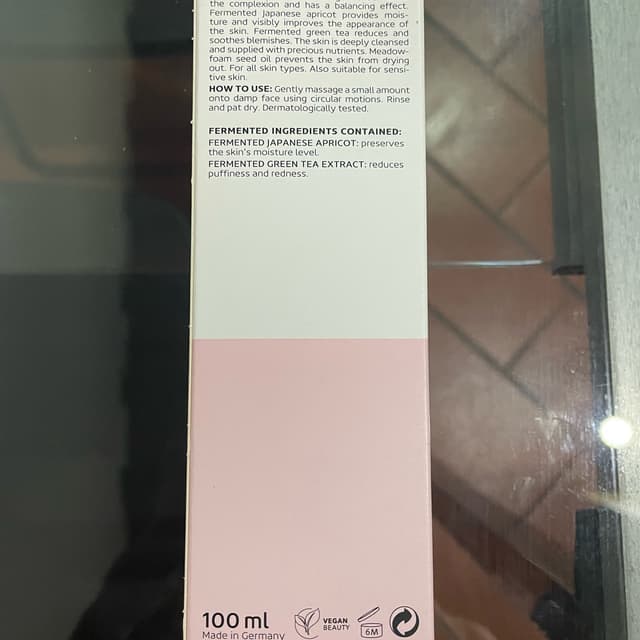 the complexion and has a balancing effect.
Fermented Japanese apricot provides mois-
ture and visibly improves the appearance of
the skin. Fermented green tea reduces and
soothes blemishes. The skin is deeply cleansed
and supplied with precious nutrients. Meadow-
foam seed oil prevents the skin from drying
out. For all skin types. Also suitable for sensi-
tive skin.
HOW TO USE: Gently massage a small amount
onto damp face using circular motions. Rinse
and pat dry. Dermatologically tested.
FERMENTED INGREDIENTS CONTAINED:
FERMENTED JAPANESE APRICOT: preserves
the skin's moisture level.
FERMENTED GREEN TEA EXTRACT: reduces
puffiness and redness.
100 ml
Made in Germany
VEGAN
BEAUTY
6M